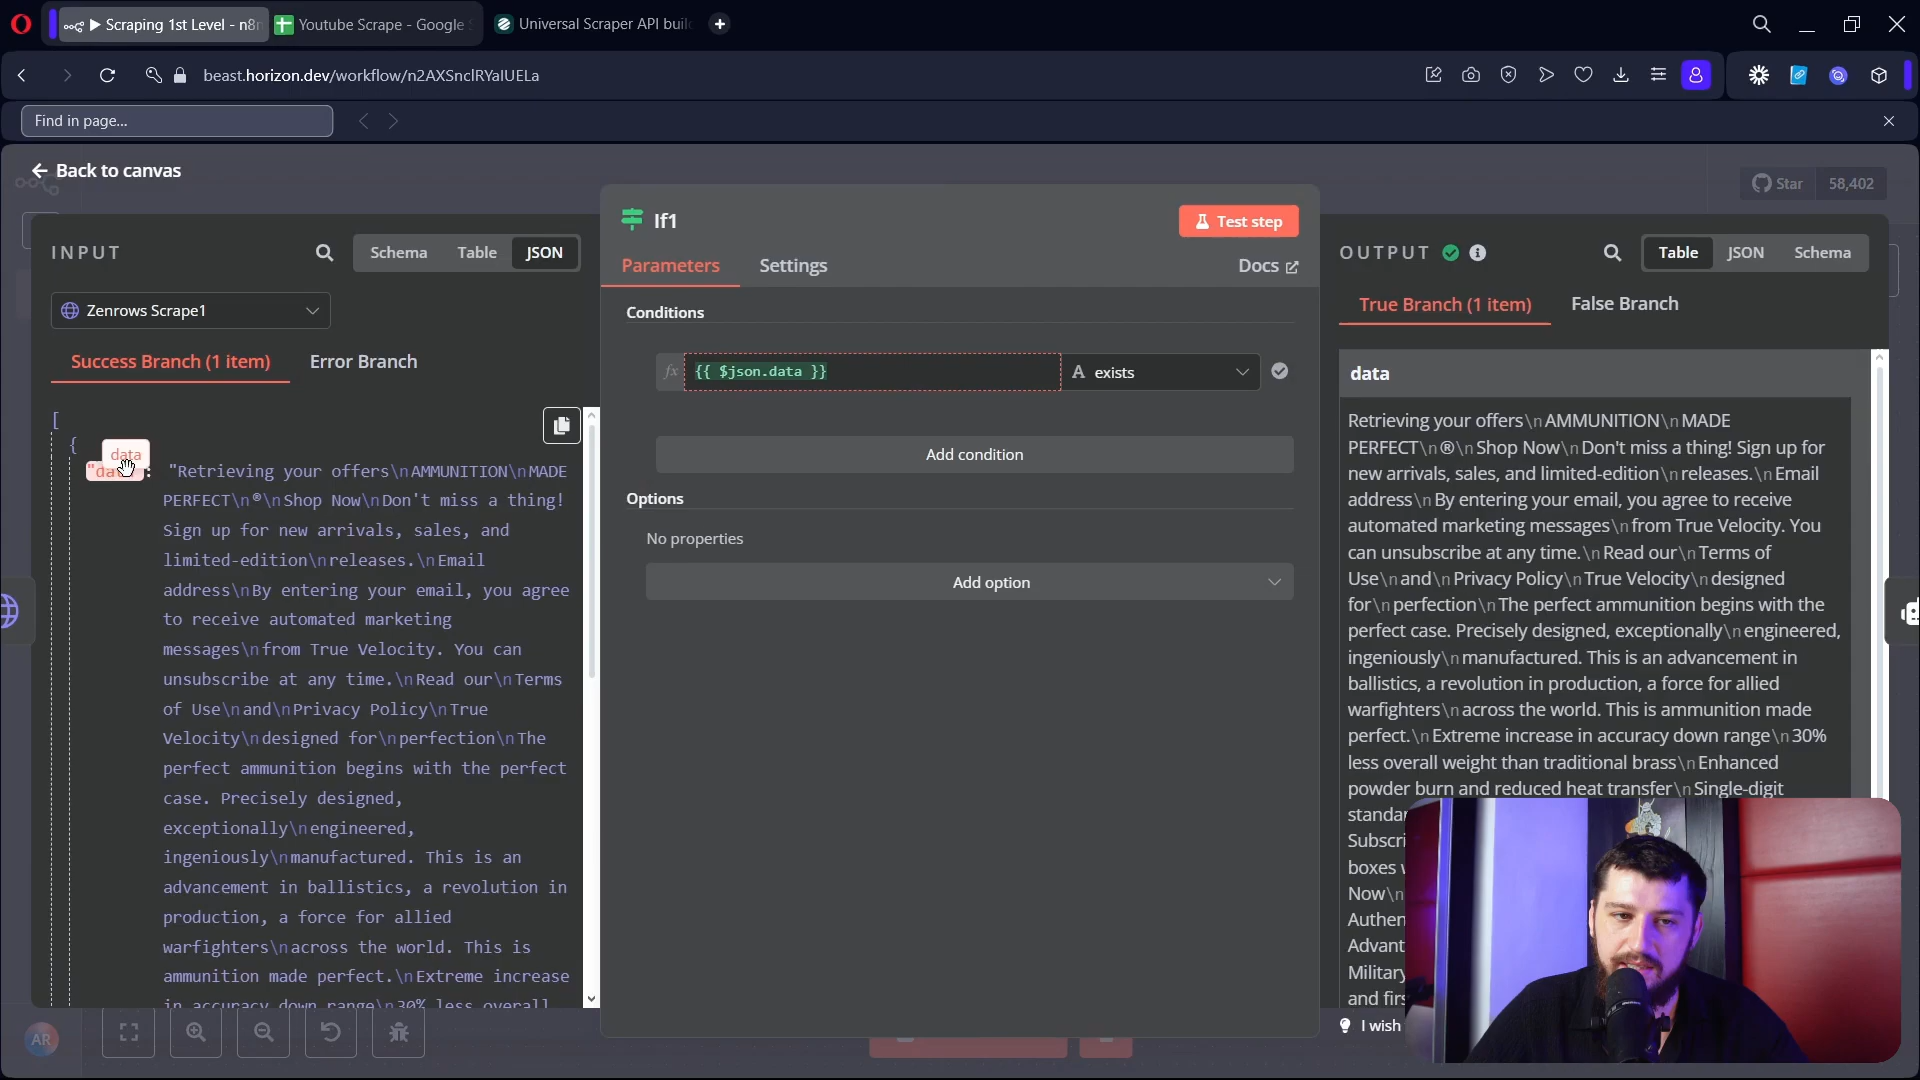 Scraping 1st Level - n8n
Youtube Scrape - Google
Universal Scraper API
beast.horizon.dev/workflow/n2AXSnclRYaIUELa
Find in page...
Back to canvas
Star 58,402
INPUT
Schema Table JSON
Zenrows Scrape1
Success Branch (1 item) Error Branch
[
{
data
: "Retrieving your offers\nAMMUNITION\nMADE
PERFECT\n®\nShop Now\nDon't miss a thing!
Sign up for new arrivals, sales, and
limited-edition\nreleases.\nEmail
address\nBy entering your email, you agree
to receive automated marketing
messages\nfrom True Velocity. You can
unsubscribe at any time.\nRead our\nTerms
of Use\nand\nPrivacy Policy\nTrue
Velocity\ndesigned for\nperfection\nThe
perfect ammunition begins with the perfect
case. Precisely designed,
exceptionally\nengineered,
ingeniously\nmanufactured. This is an
advancement in ballistics, a revolution in
production, a force for allied
warfighters\nacross the world. This is
ammunition made perfect.\nExtreme increase
in accuracy down range\n30% less overall
If1
Test step
Parameters Settings
Docs
Conditions
fx {{ $json.data }} A exists
Add condition
Options
No properties
Add option
OUTPUT
Table JSON Schema
True Branch (1 item) False Branch
data
Retrieving your offers\nAMMUNITION\nMADE
PERFECT\n®\nShop Now\nDon't miss a thing! Sign up for
new arrivals, sales, and limited-edition\nreleases.\nEmail
address\nBy entering your email, you agree to receive
automated marketing messages\nfrom True Velocity. You
can unsubscribe at any time.\nRead our\nTerms of
Use\nand\nPrivacy Policy\nTrue Velocity\ndesigned
for\nperfection\nThe perfect ammunition begins with the
perfect case. Precisely designed, exceptionally\nengineered,
ingeniously\nmanufactured. This is an advancement in
ballistics, a revolution in production, a force for allied
warfighters\nacross the world. This is ammunition made
perfect.\nExtreme increase in accuracy down range\n30%
less overall weight than traditional brass\nEnhanced
powder burn and reduced heat transfer\nSingle-digit
boxes
Now\n
Military
I wish
AR